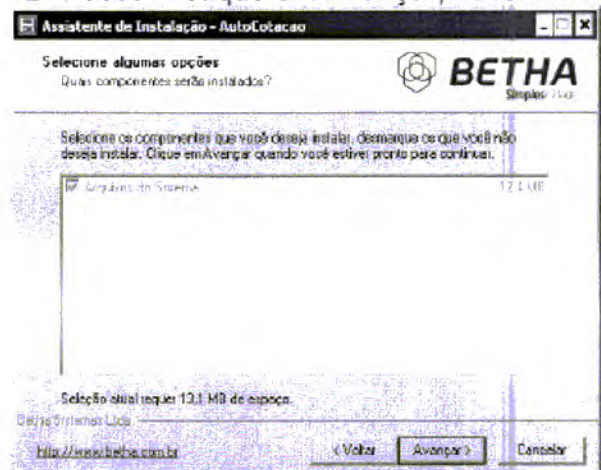 Assistente de Instalação - AutoCotacao
Selecione algumas opções
Quais componentes serão instalados?
BETHA
Simples
Selecione os componentes que você deseja instalar, desmarque os que você não
deseja instalar. Clique em Avançar quando você estiver pronto para continuar.
Arquivos do Sistema
Seleção atual requer 13,1 MB de espaço.
Betha Sistemas Ltda
http://www.betha.com.br
< Voltar
Avançar >
Cancelar